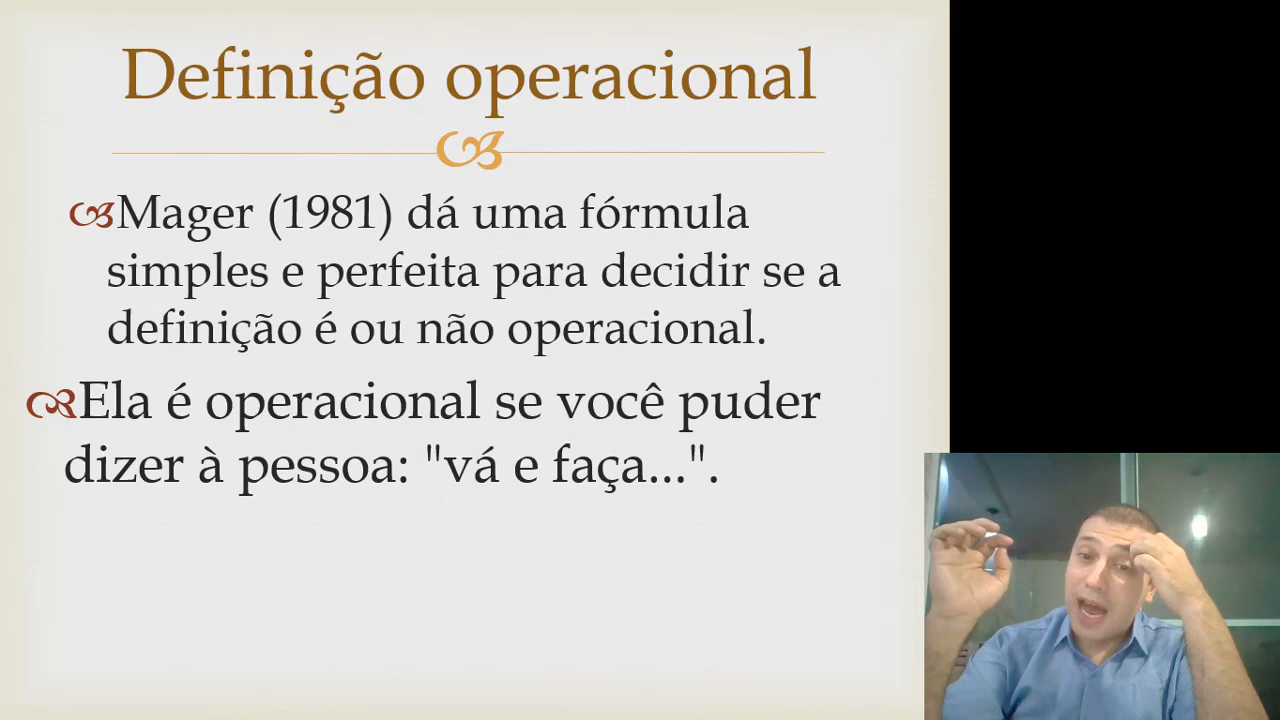 Definição operacional
Mager (1981) dá uma fórmula
simples e perfeita para decidir se a
definição é ou não operacional.
Ela é operacional se você puder
dizer à pessoa: "vá e faça...".